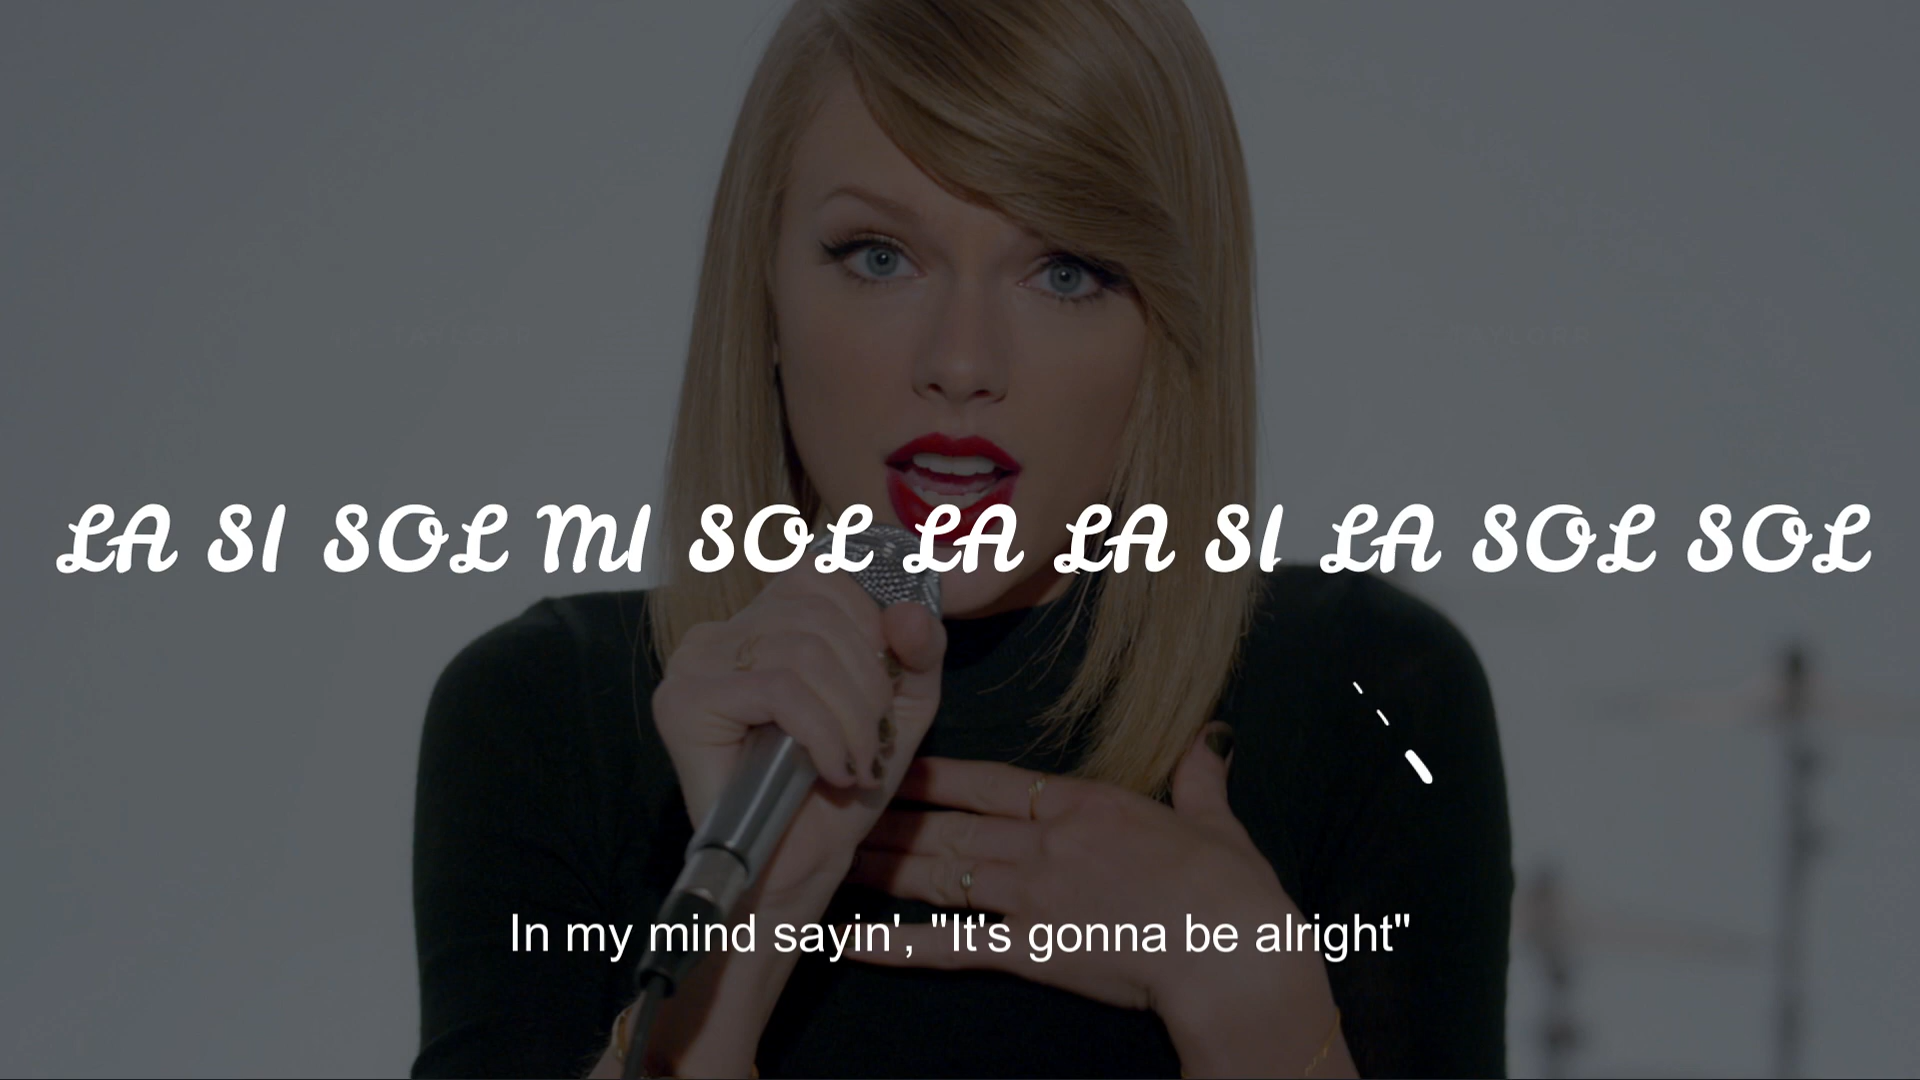 LA SI SOL MI SOL LA LA SI LA SOL SOL
In my mind sayin', "It's gonna be alright"